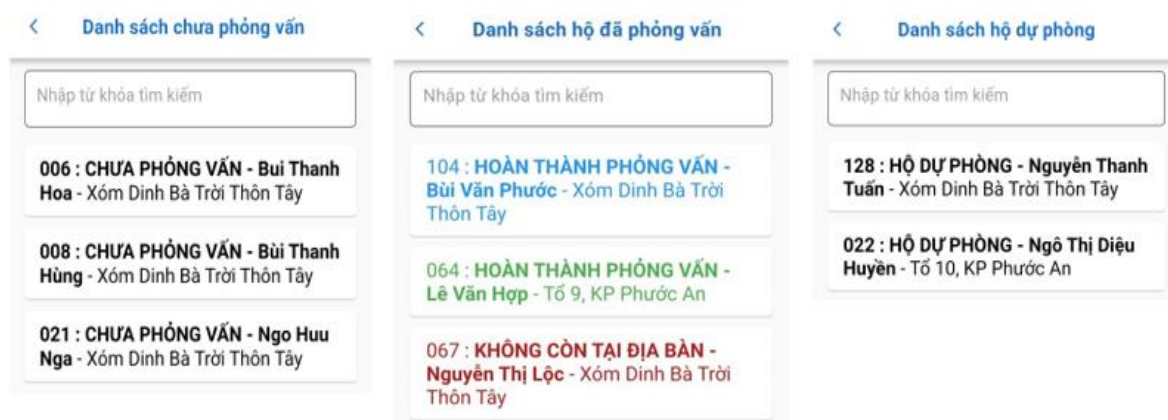 Danh sách chưa phỏng vấn
Nhập từ khóa tìm kiếm
006 : CHƯA PHỎNG VẤN - Bui Thanh
Hoa - Xóm Dinh Bà Trời Thôn Tây
008 : CHƯA PHỎNG VẤN - Bùi Thanh
Hùng - Xóm Dinh Bà Trời Thôn Tây
021 : CHƯA PHỎNG VẤN - Ngo Huu
Nga - Xóm Dinh Bà Trời Thôn Tây
Danh sách hộ đã phỏng vấn
Nhập từ khóa tìm kiếm
104 : HOÀN THÀNH PHỎNG VẤN -
Bùi Văn Phước - Xóm Dinh Bà Trời
Thôn Tây
064 : HOÀN THÀNH PHỎNG VẤN -
Lê Văn Hợp - Tổ 9, KP Phước An
067 : KHÔNG CÒN TẠI ĐỊA BÀN -
Nguyễn Thị Lộc - Xóm Dinh Bà Trời
Thôn Tây
Danh sách hộ dự phòng
Nhập từ khóa tìm kiếm
128 : HỘ DỰ PHÒNG - Nguyễn Thanh
Tuấn - Xóm Dinh Bà Trời Thôn Tây
022 : HỘ DỰ PHÒNG - Ngô Thị Diệu
Huyền - Tổ 10, KP Phước An